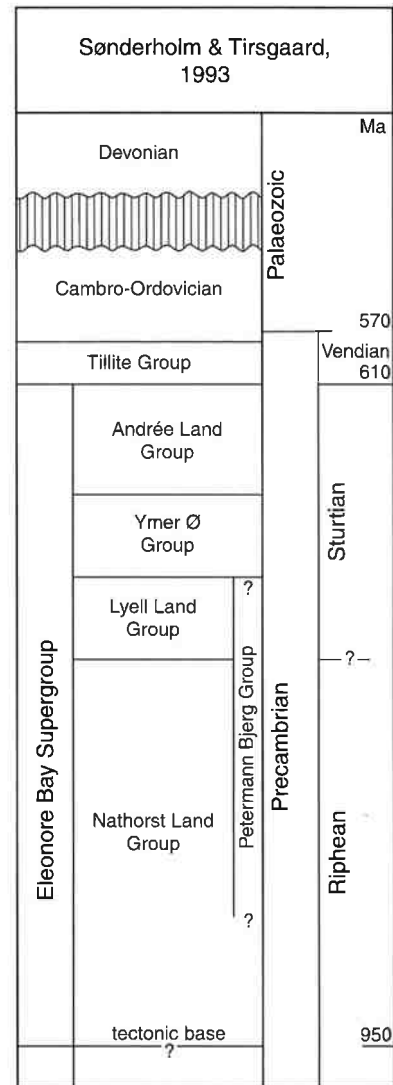 Sønderholm & Tirsgaard,
1993
Ma
Devonian
Palaeozoic
Cambro-Ordovician
570
Tillite Group
Vendian
610
Eleonore Bay Supergroup
Andrée Land
Group
Ymer Ø
Group
Lyell Land
Group
?
Petermann Bjerg Group
?
Nathorst Land
Group
Precambrian
Sturtian
?
Riphean
tectonic base
?
950